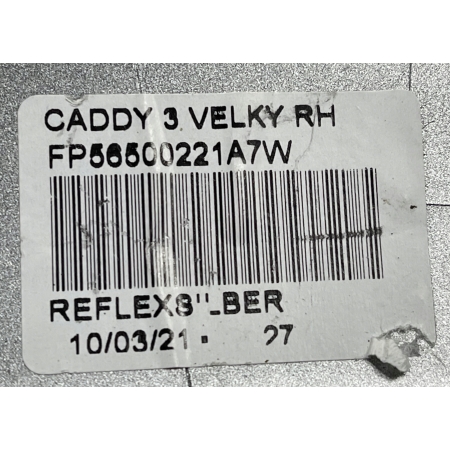 CADDY 3 VELKY RH
FP56500221A7W
10/03/21 27